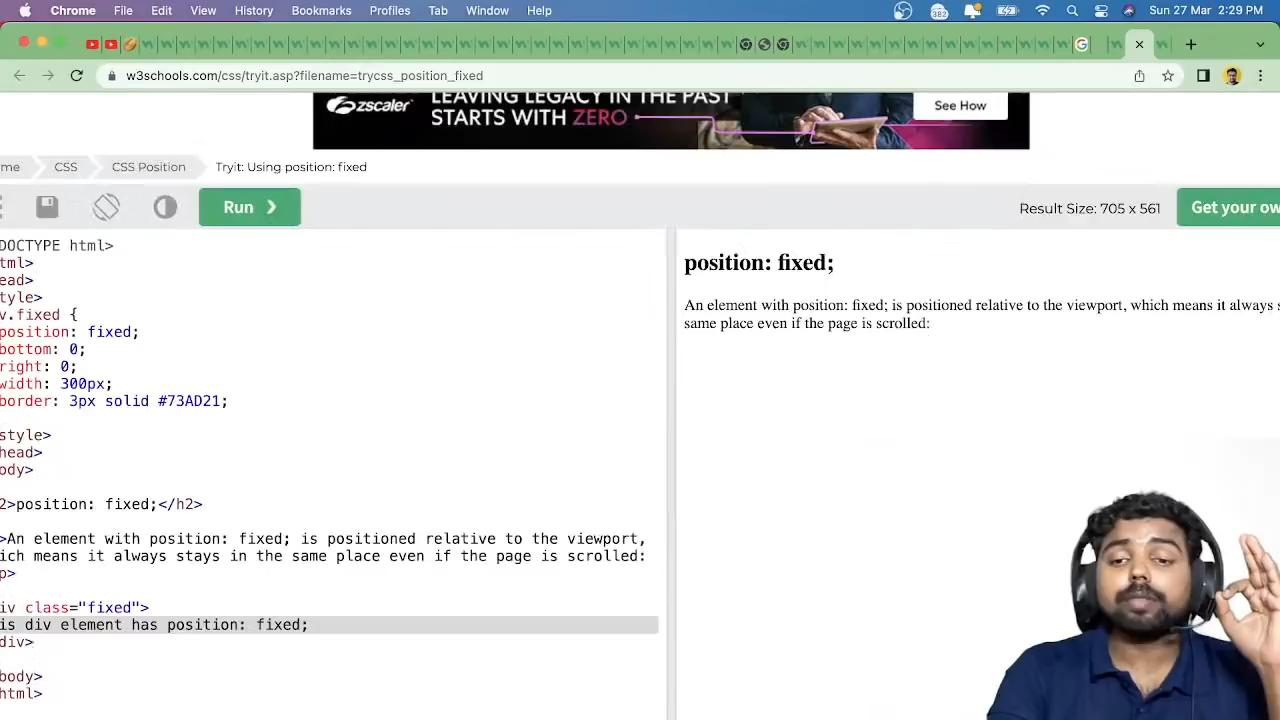 Chrome File Edit View History Bookmarks Profiles Tab Window Help 382 Sun 27 Mar 2:29 PM
w3schools.com/css/tryit.asp?filename=trycss_position_fixed
zscaler
LEAVING LEGACY IN THE PAST
STARTS WITH ZERO
See How
me CSS CSS Position Tryit: Using position: fixed
Run ❯
Result Size: 705 x 561
Get your ow
DOCTYPE html>
tml>
ead>
tyle>
v.fixed {
position: fixed;
bottom: 0;
right: 0;
width: 300px;
border: 3px solid #73AD21;
style>
head>
ody>
2>position: fixed;</h2>
>An element with position: fixed; is positioned relative to the viewport,
ich means it always stays in the same place even if the page is scrolled:
p>
iv class="fixed">
is div element has position: fixed;
div>
body>
html>
position: fixed;
An element with position: fixed; is positioned relative to the viewport, which means it always s
same place even if the page is scrolled: